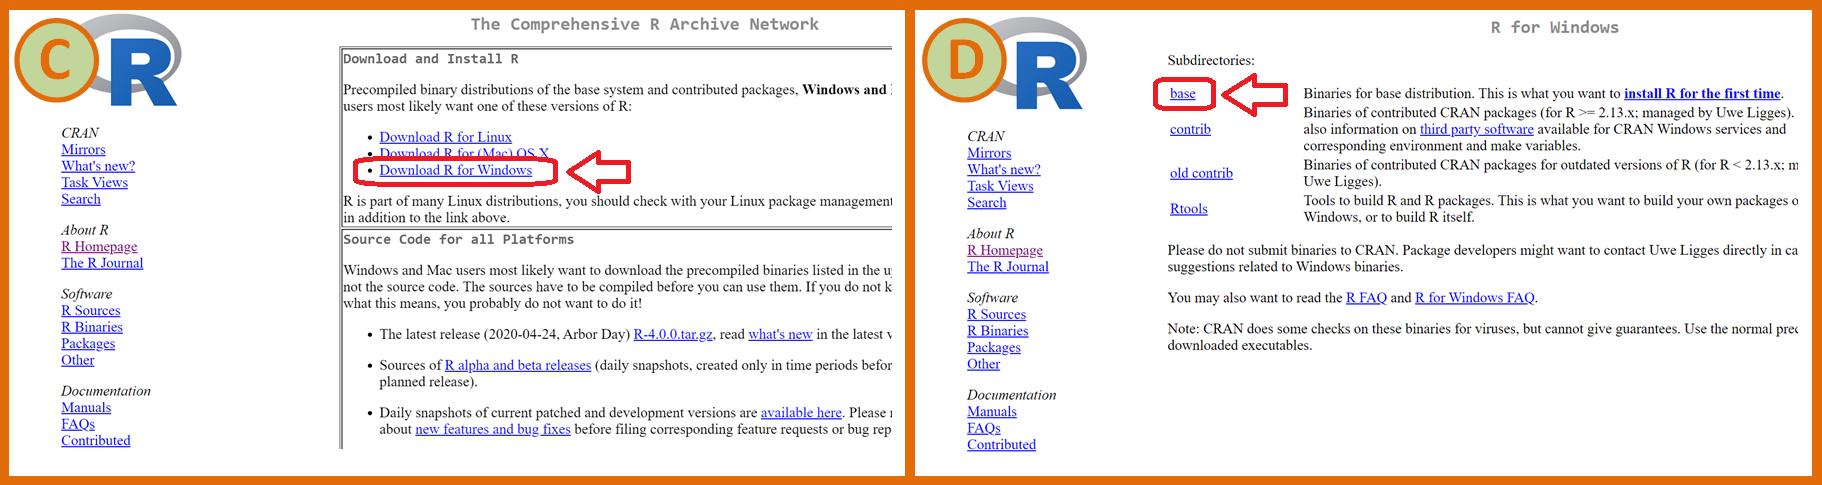 C
R
The Comprehensive R Archive Network
CRAN
Mirrors
What's new?
Task Views
Search
About R
R Homepage
The R Journal
Software
R Sources
R Binaries
Packages
Other
Documentation
Manuals
FAQs
Contributed
Download and Install R
Precompiled binary distributions of the base system and contributed packages, Windows and
users most likely want one of these versions of R:
• Download R for Linux
• Download R for (Mac) OS X
• Download R for Windows
R is part of many Linux distributions, you should check with your Linux package management
in addition to the link above.
Source Code for all Platforms
Windows and Mac users most likely want to download the precompiled binaries listed in the
not the source code. The sources have to be compiled before you can use them. If you do not
what this means, you probably do not want to do it!
• The latest release (2020-04-24, Arbor Day) R-4.0.0.tar.gz, read what's new in the latest
• Sources of R alpha and beta releases (daily snapshots, created only in time periods
planned release).
• Daily snapshots of current patched and development versions are available here. Please
about new features and bug fixes before filing corresponding feature requests or bug
D
R
R for Windows
CRAN
Mirrors
What's new?
Task Views
Search
About R
R Homepage
The R Journal
Software
R Sources
R Binaries
Packages
Other
Documentation
Manuals
FAQs
Contributed
Subdirectories:
base
Binaries for base distribution. This is what you want to install R for the first time.
contrib
Binaries of contributed CRAN packages (for R >= 2.13.x; managed by Uwe Ligges).
also information on third party software available for CRAN Windows services and
corresponding environment and make variables.
old contrib
Binaries of contributed CRAN packages for outdated versions of R (for R < 2.13.x;
Uwe Ligges).
Rtools
Tools to build R and R packages. This is what you want to build your own packages
Windows, or to build R itself.
Please do not submit binaries to CRAN. Package developers might want to contact Uwe Ligges directly in
suggestions related to Windows binaries.
You may also want to read the R FAQ and R for Windows FAQ.
Note: CRAN does some checks on these binaries for viruses, but cannot give guarantees. Use the normal
downloaded executables.